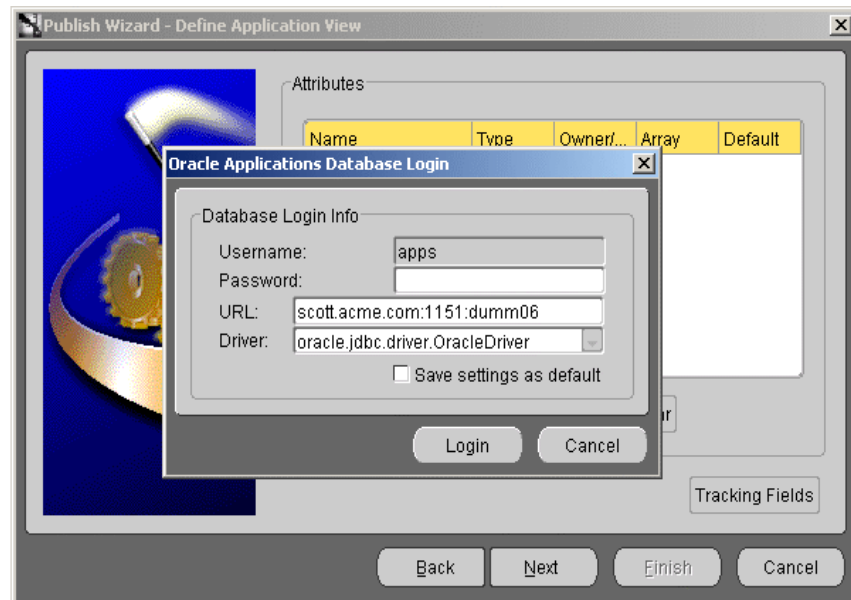 Publish Wizard - Define Application View
Attributes
Name Type Owner/... Array Default
Oracle Applications Database Login
Database Login Info
Username: apps
Password:
URL: scott.acme.com:1151:dumm06
Driver: oracle.jdbc.driver.OracleDriver
Save settings as default
Login Cancel
Tracking Fields
Back Next Finish Cancel